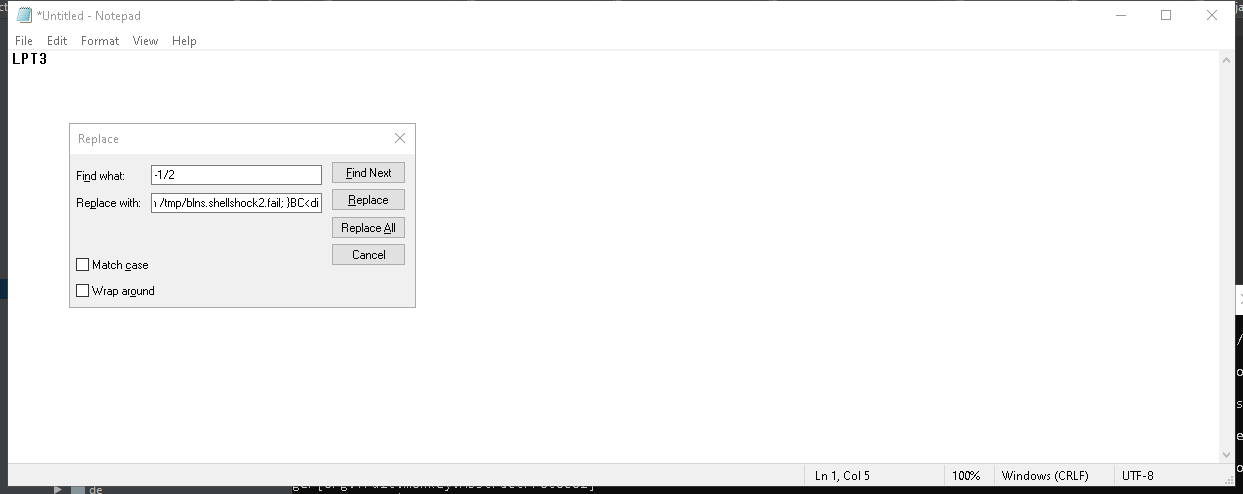 *Untitled - Notepad
File Edit Format View Help
LPT3
Replace
Find what: -1/2 Find Next
Replace with: /tmp/blns.shellshock2.fail; }BC<di Replace
Replace All
Cancel
Match case
Wrap around
Ln 1, Col 5 100% Windows (CRLF) UTF-8
de